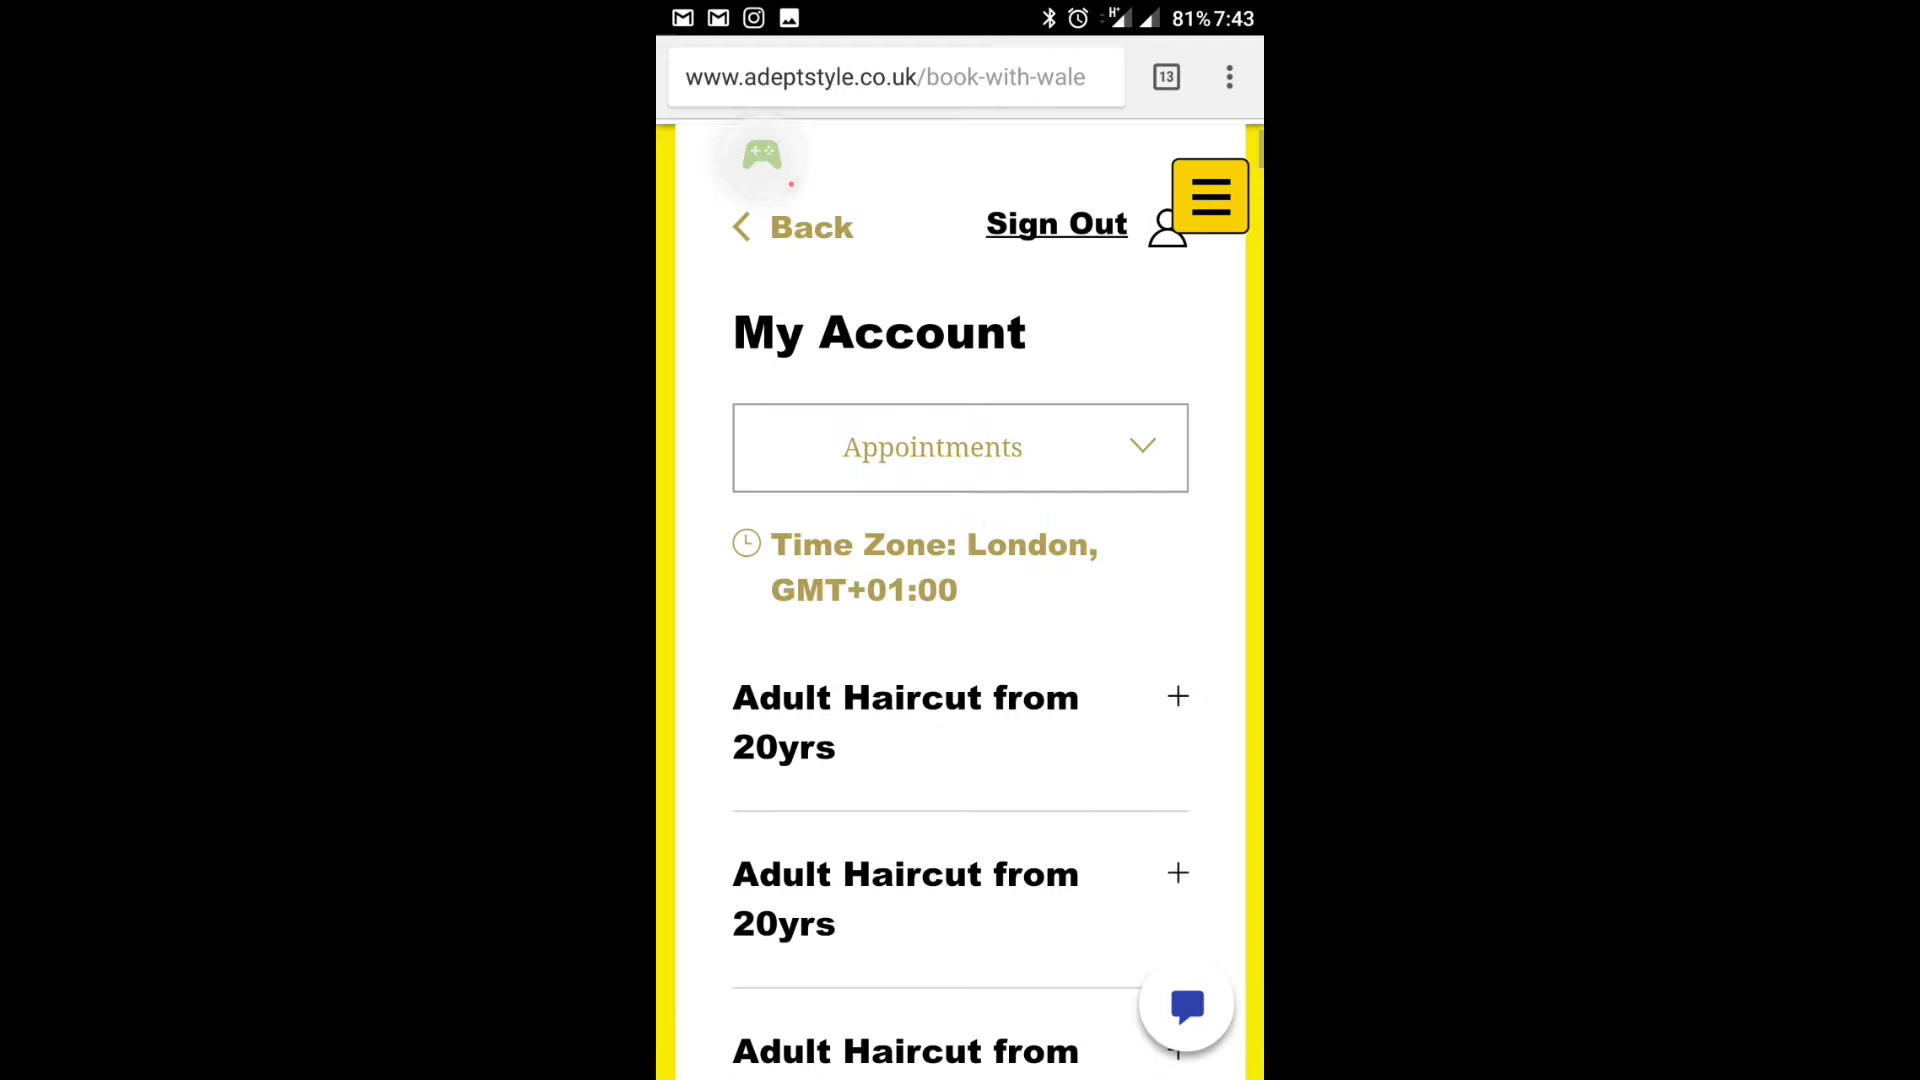 81% 7:43
www.adeptstyle.co.uk/book-with-wale
13
Back
Sign Out
My Account
Appointments
Time Zone: London,
GMT+01:00
Adult Haircut from
20yrs
Adult Haircut from
20yrs
Adult Haircut from